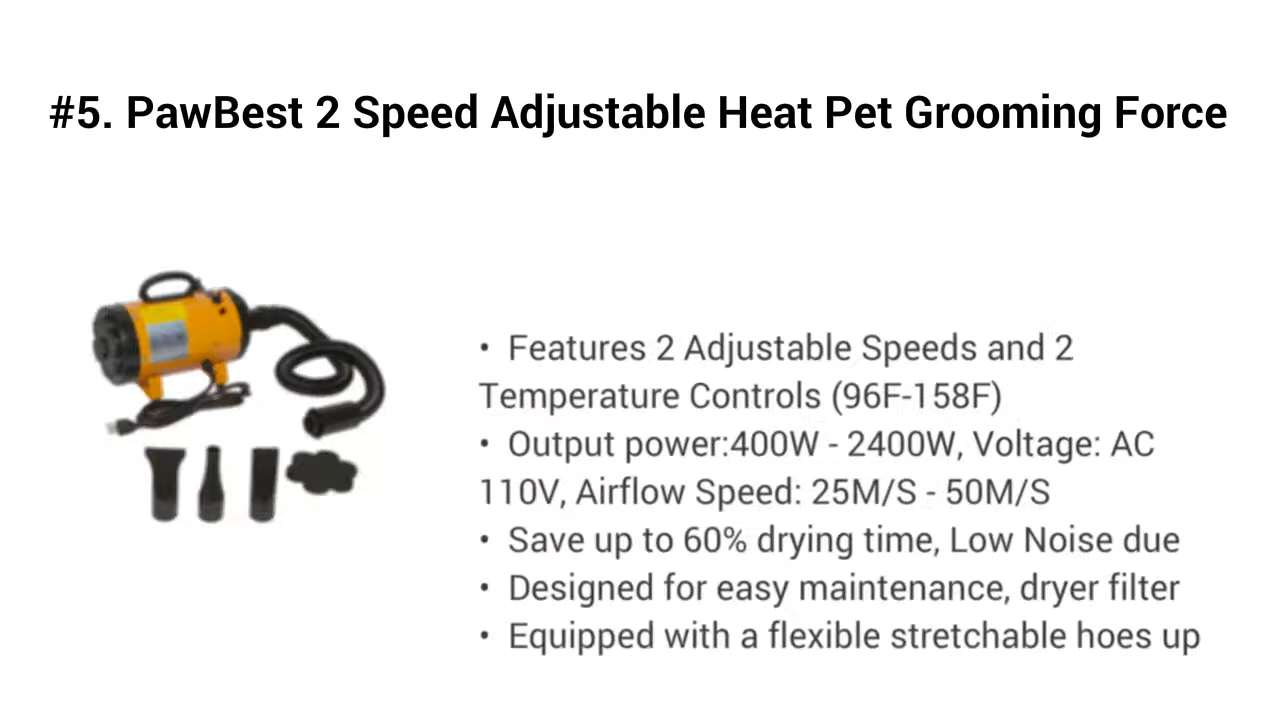 #5. PawBest 2 Speed Adjustable Heat Pet Grooming Force
• Features 2 Adjustable Speeds and 2
Temperature Controls (96F-158F)
• Output power:400W - 2400W, Voltage: AC
110V, Airflow Speed: 25M/S - 50M/S
• Save up to 60% drying time, Low Noise due
• Designed for easy maintenance, dryer filter
• Equipped with a flexible stretchable hoes up